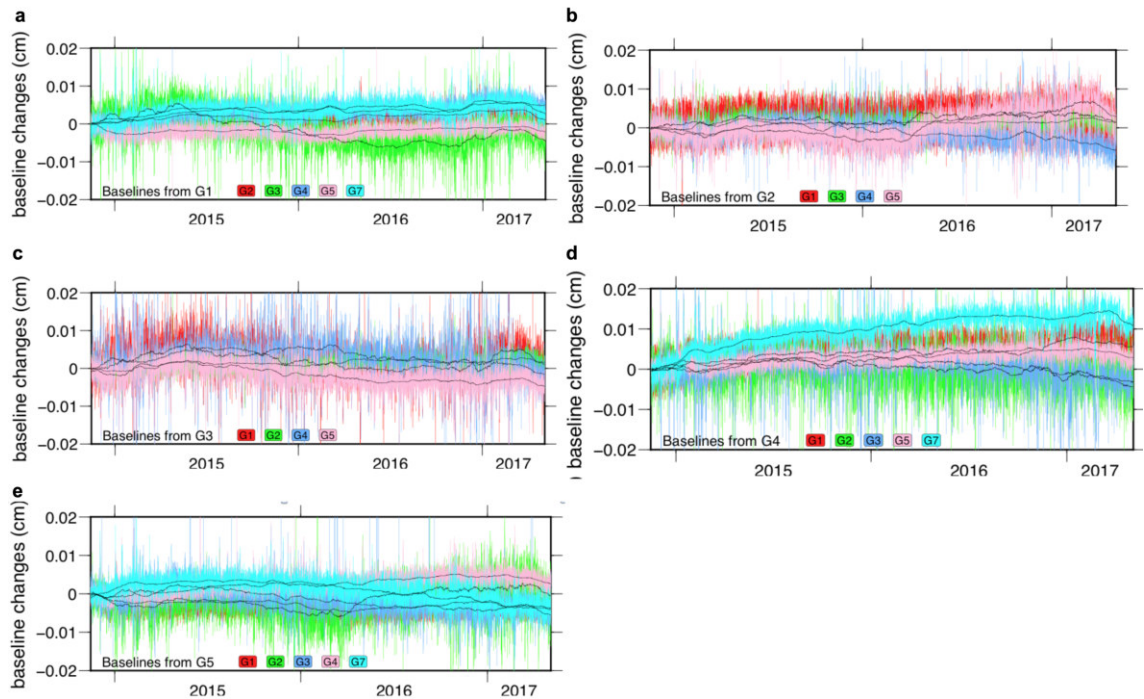 a
baseline changes (cm)
0.02
0.01
0
−0.01
−0.02
Baselines from G1 G2 G3 G4 G5 G7
2015 2016 2017
b
baseline changes (cm)
0.02
0.01
0
−0.01
−0.02
Baselines from G2 G1 G3 G4 G5
2015 2016 2017
c
baseline changes (cm)
0.02
0.01
0
−0.01
−0.02
Baselines from G3 G1 G2 G4 G5
2015 2016 2017
d
baseline changes (cm)
0.02
0.01
0
−0.01
−0.02
Baselines from G4 G1 G2 G3 G5 G7
2015 2016 2017
e
baseline changes (cm)
0.02
0.01
0
−0.01
−0.02
Baselines from G5 G1 G2 G3 G4 G7
2015 2016 2017